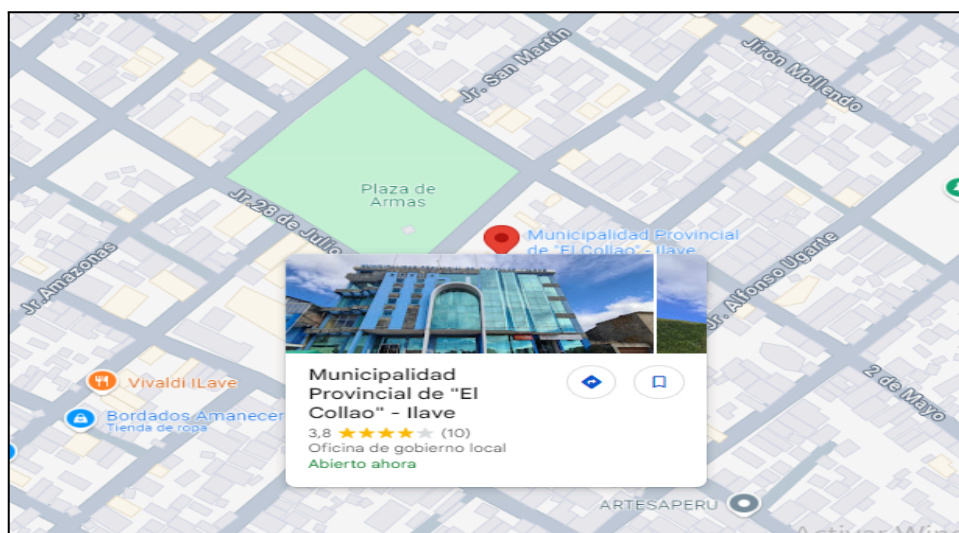 Jr. San Martín
Jirón Mollendo
Plaza de
Armas
Jr. 28 de Julio
Municipalidad Provincial
de "El Collao" - Ilave
Jr. Amazonas
Jr. Alfonso Ugarte
Vivaldi ILave
2 de Mayo
Bordados Amanecer
Tienda de ropa
Municipalidad
Provincial de "El
Collao" - Ilave
3,8 (10)
Oficina de gobierno local
Abierto ahora
ARTESAPERU